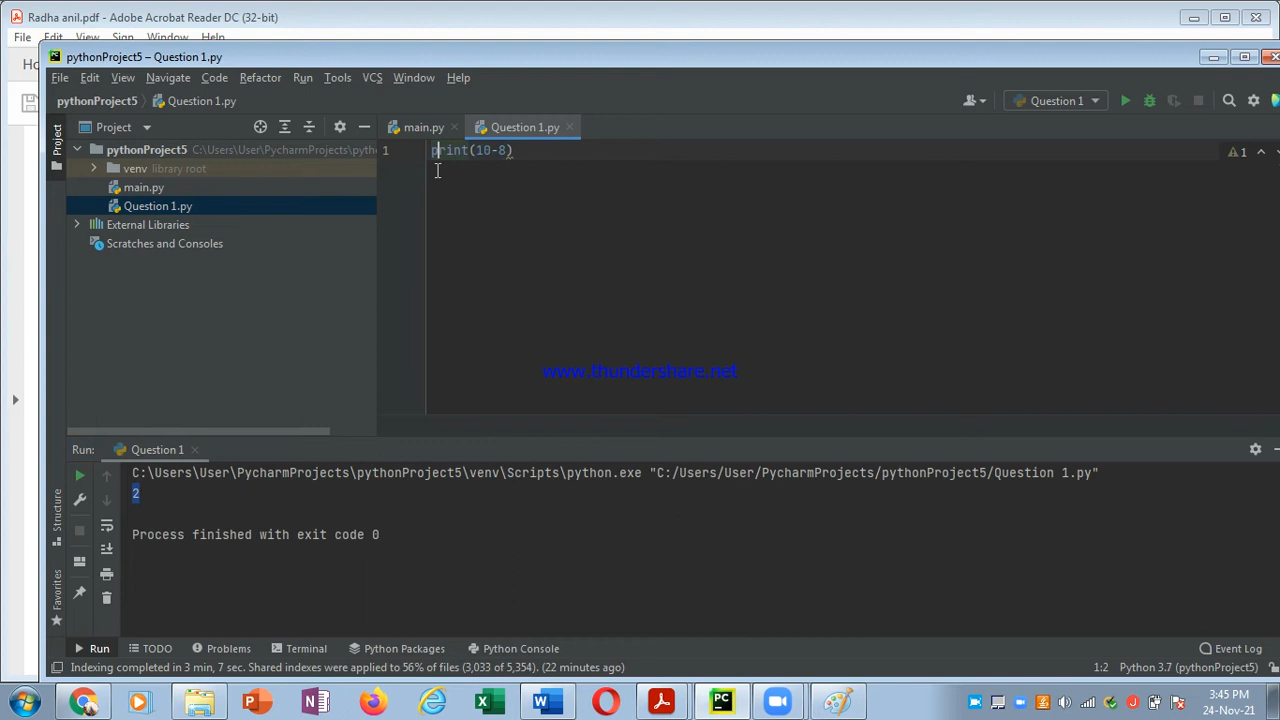 Radha anil.pdf - Adobe Acrobat Reader DC (32-bit)
File Edit View Sign Window Help
pythonProject5 – Question 1.py
File Edit View Navigate Code Refactor Run Tools VCS Window Help
pythonProject5 Question 1.py Question 1
Project main.py Question 1.py
Project
pythonProject5 C:\Users\User\PycharmProjects\pytho
venv library root
main.py
Question 1.py
External Libraries
Scratches and Consoles
1 print(10-8)
1
www.thundershare.net
Run: Question 1
C:\Users\User\PycharmProjects\pythonProject5\venv\Scripts\python.exe "C:/Users/User/PycharmProjects/pythonProject5/Question 1.py"
2
Process finished with exit code 0
Structure
Favorites
Run TODO Problems Terminal Python Packages Python Console Event Log
Indexing completed in 3 min, 7 sec. Shared indexes were applied to 56% of files (3,033 of 5,354). (22 minutes ago) 1:2 Python 3.7 (pythonProject5)
3:45 PM
24-Nov-21